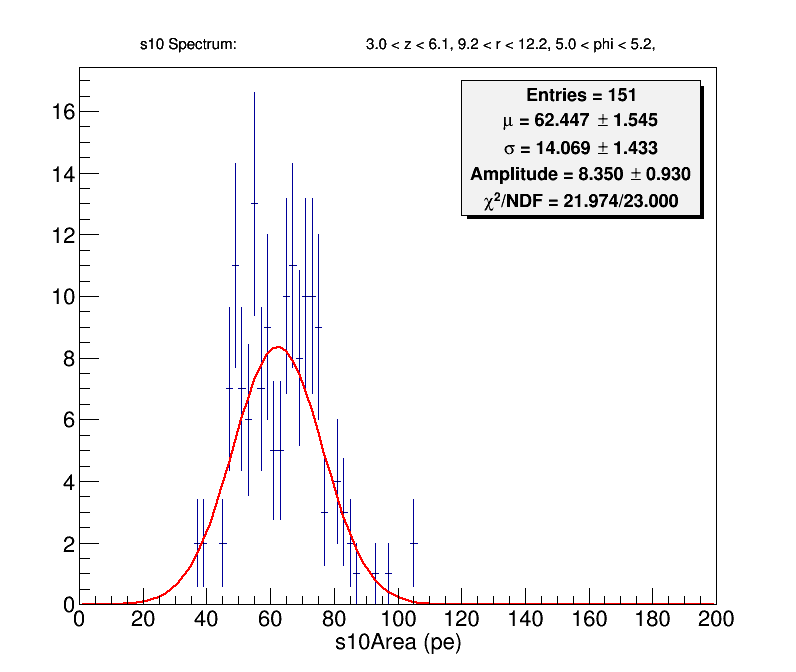 s10 Spectrum: 3.0 < z < 6.1, 9.2 < r < 12.2, 5.0 < phi < 5.2,
Entries = 151
μ = 62.447 ± 1.545
σ = 14.069 ± 1.433
Amplitude = 8.350 ± 0.930
χ²/NDF = 21.974/23.000
16
14
12
10
8
6
4
2
0
0 20 40 60 80 100 120 140 160 180 200
s10Area (pe)